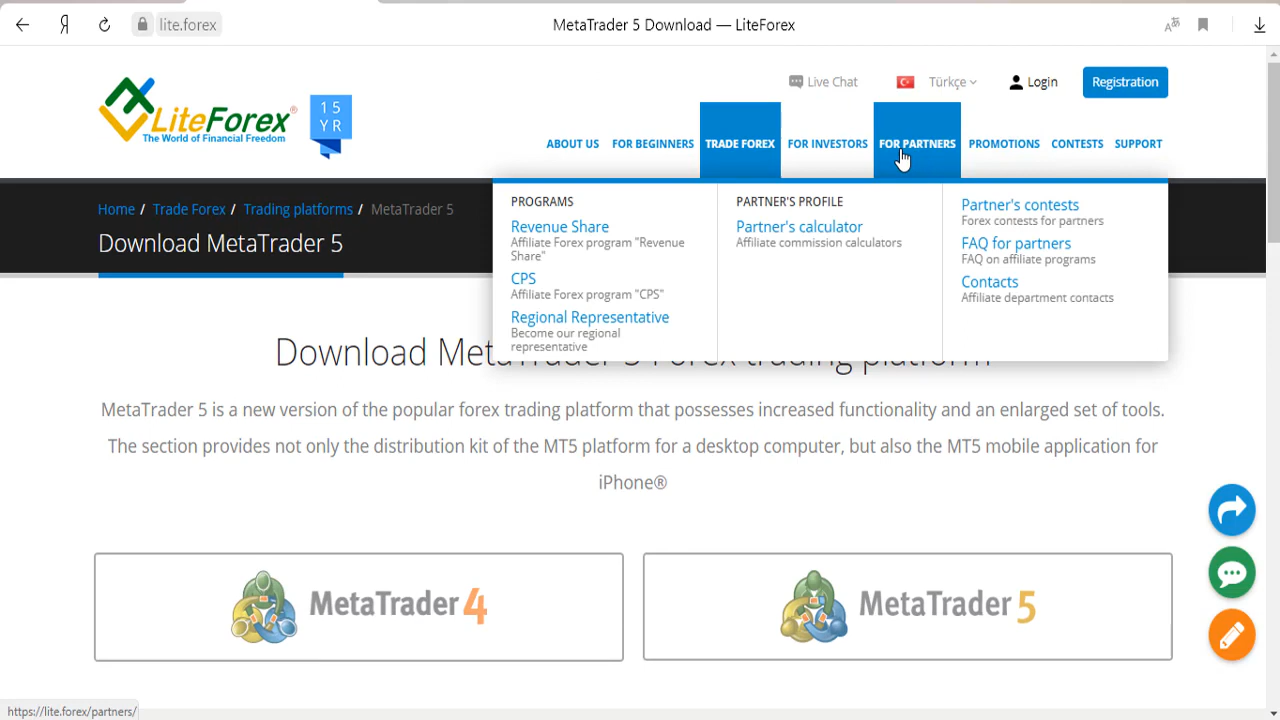 Я
lite.forex
MetaTrader 5 Download — LiteForex
Live Chat
Türkçe
Login
Registration
LiteForex®
The World of Financial Freedom
15
YR
ABOUT US FOR BEGINNERS TRADE FOREX FOR INVESTORS FOR PARTNERS PROMOTIONS CONTESTS SUPPORT
Home / Trade Forex / Trading platforms / MetaTrader 5
Download MetaTrader 5
PROGRAMS
Revenue Share
Affiliate Forex program "Revenue
Share"
CPS
Affiliate Forex program "CPS"
Regional Representative
Become our regional
representative
PARTNER'S PROFILE
Partner's calculator
Affiliate commission calculators
Partner's contests
Forex contests for partners
FAQ for partners
FAQ on affiliate programs
Contacts
Affiliate department contacts
Download MetaTrader 5 Forex trading platform
MetaTrader 5 is a new version of the popular forex trading platform that possesses increased functionality and an enlarged set of tools.
The section provides not only the distribution kit of the MT5 platform for a desktop computer, but also the MT5 mobile application for
iPhone®
MetaTrader 4
MetaTrader 5
https://lite.forex/partners/